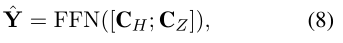 Ŷ = FFN([C_H; C_Z]), (8)